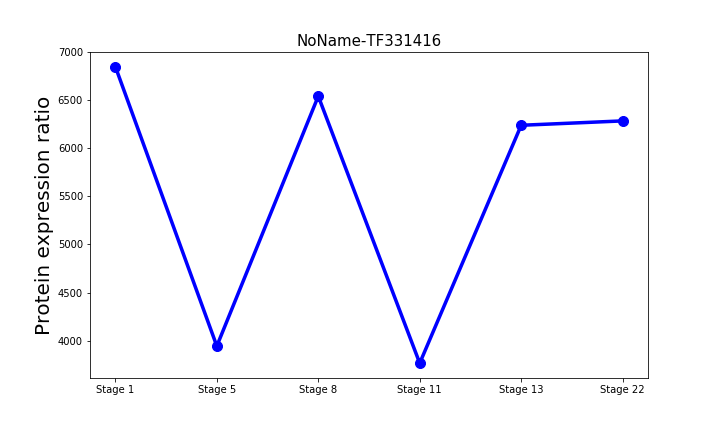 NoName-TF331416
Protein expression ratio
7000
6500
6000
5500
5000
4500
4000
Stage 1
Stage 5
Stage 8
Stage 11
Stage 13
Stage 22